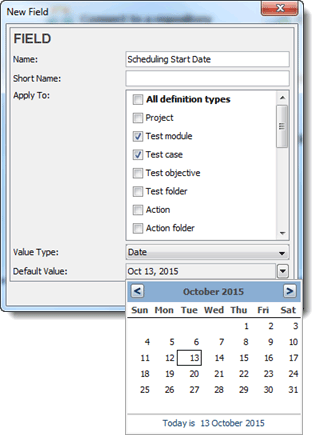 New Field
FIELD
Name: Scheduling Start Date
Short Name:
Apply To:
All definition types
Project
Test module
Test case
Test objective
Test folder
Action
Action folder
Value Type: Date
Default Value: Oct 13, 2015
October 2015
Sun Mon Tue Wed Thu Fri Sat
1 2 3
4 5 6 7 8 9 10
11 12 13 14 15 16 17
18 19 20 21 22 23 24
25 26 27 28 29 30 31
Today is 13 October 2015